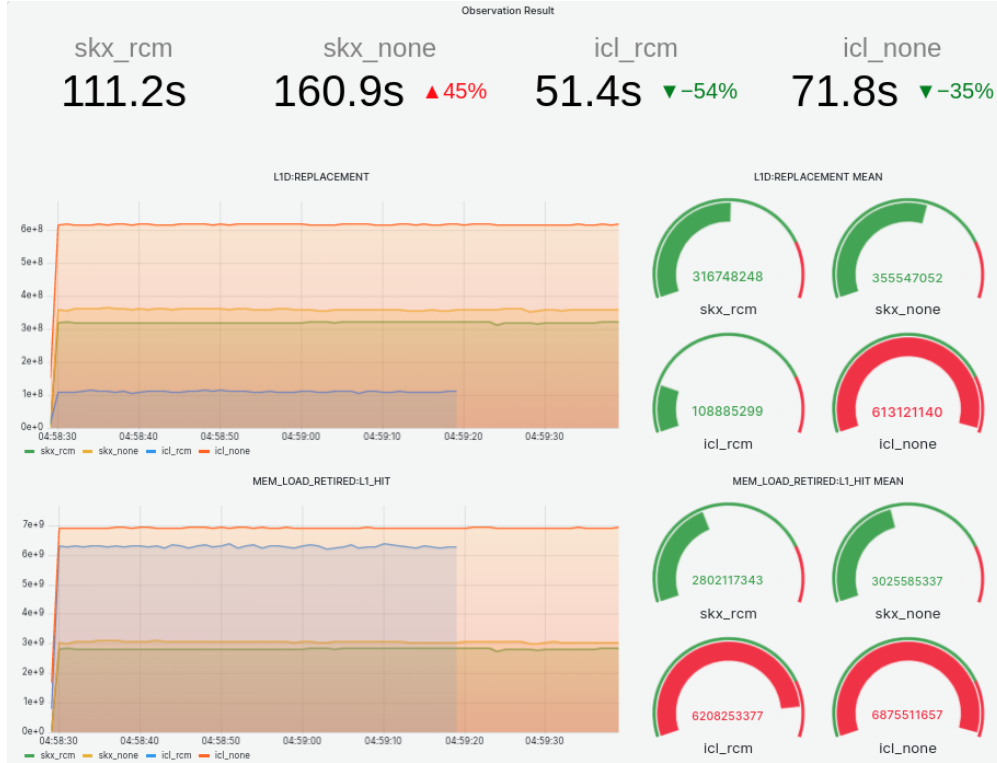 Observation Result
skx_rcm skx_none icl_rcm icl_none
111.2s 160.9s ▲45% 51.4s ▼−54% 71.8s ▼−35%
L1D:REPLACEMENT
6e+8
5e+8
4e+8
3e+8
2e+8
1e+8
0e+0
04:58:30 04:58:40 04:58:50 04:59:00 04:59:10 04:59:20 04:59:30
skx_rcm skx_none icl_rcm icl_none
L1D:REPLACEMENT MEAN
316748248 355547052
skx_rcm skx_none
108885299 613121140
icl_rcm icl_none
MEM_LOAD_RETIRED:L1_HIT
7e+9
6e+9
5e+9
4e+9
3e+9
2e+9
1e+9
0e+0
04:58:30 04:58:40 04:58:50 04:59:00 04:59:10 04:59:20 04:59:30
skx_rcm skx_none icl_rcm icl_none
MEM_LOAD_RETIRED:L1_HIT MEAN
2802117343 3025585337
skx_rcm skx_none
6208253377 6875511657
icl_rcm icl_none